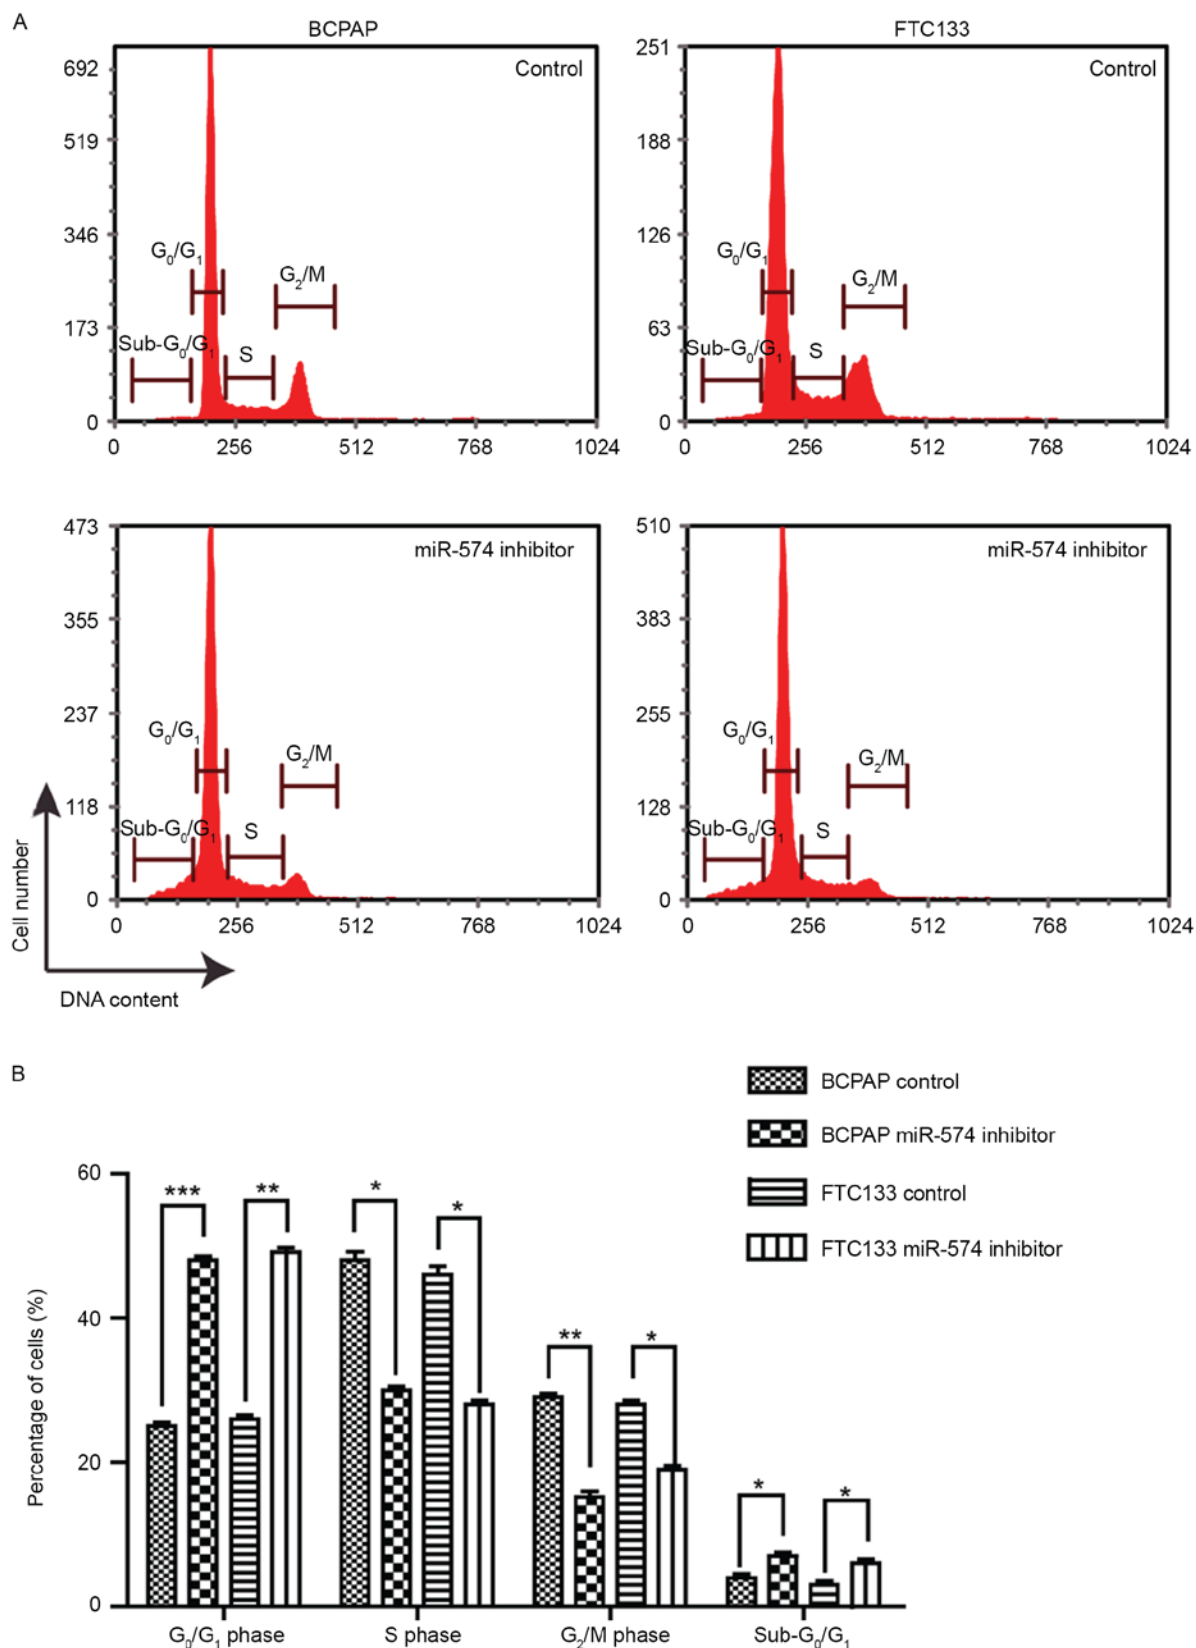 A
BCPAP
FTC133
692
519
346
173
0
Control
G0/G1
G2/M
Sub-G0/G1
S
0 256 512 768 1024
251
188
126
63
0
Control
G0/G1
G2/M
Sub-G0/G1
S
0 256 512 768 1024
473
355
237
118
0
miR-574 inhibitor
G0/G1
G2/M
Sub-G0/G1
S
0 256 512 768 1024
510
383
255
128
0
miR-574 inhibitor
G0/G1
G2/M
Sub-G0/G1
S
0 256 512 768 1024
Cell number
DNA content
B
BCPAP control
BCPAP miR-574 inhibitor
FTC133 control
FTC133 miR-574 inhibitor
Percentage of cells (%)
60
40
20
0
*** ** * *
** *
* *
G0/G1 phase S phase G2/M phase Sub-G0/G1